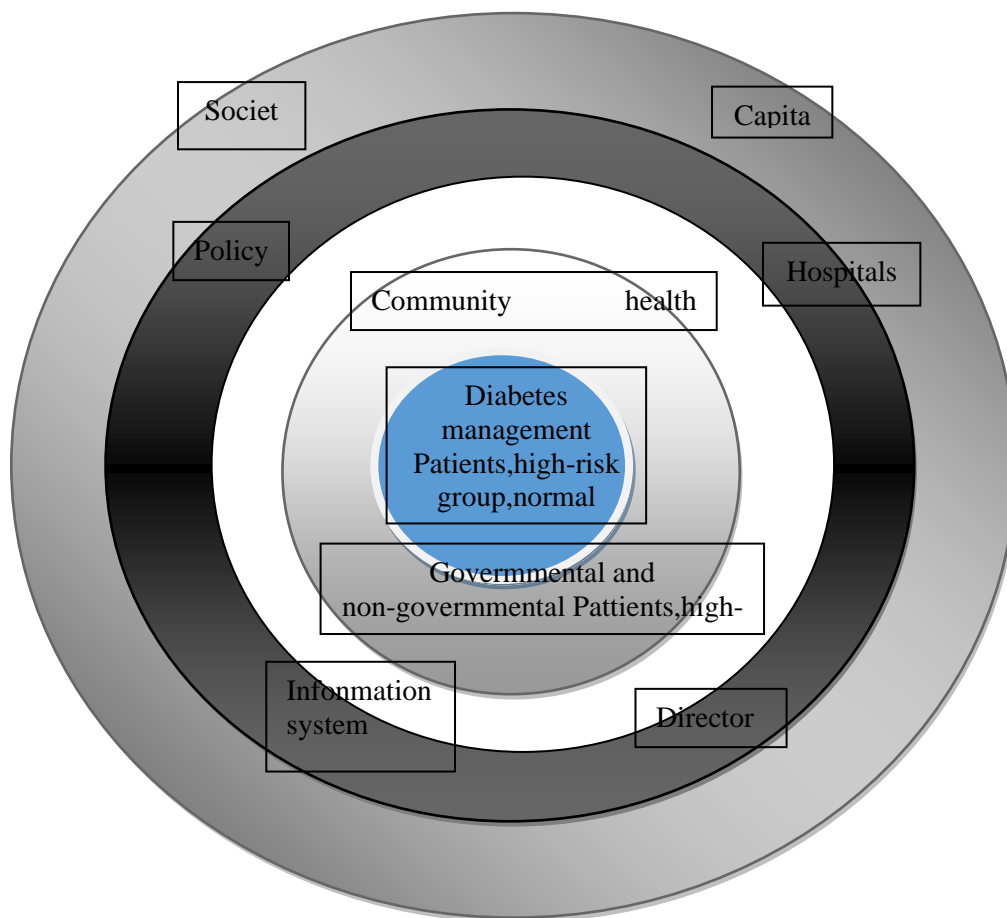 Societ
Capita
Policy
Hospitals
Community health
Diabetes
management
Patients,high-risk
group,normal
Govermmental and
non-govermmental Pattients,high-
Infonmation
system
Director